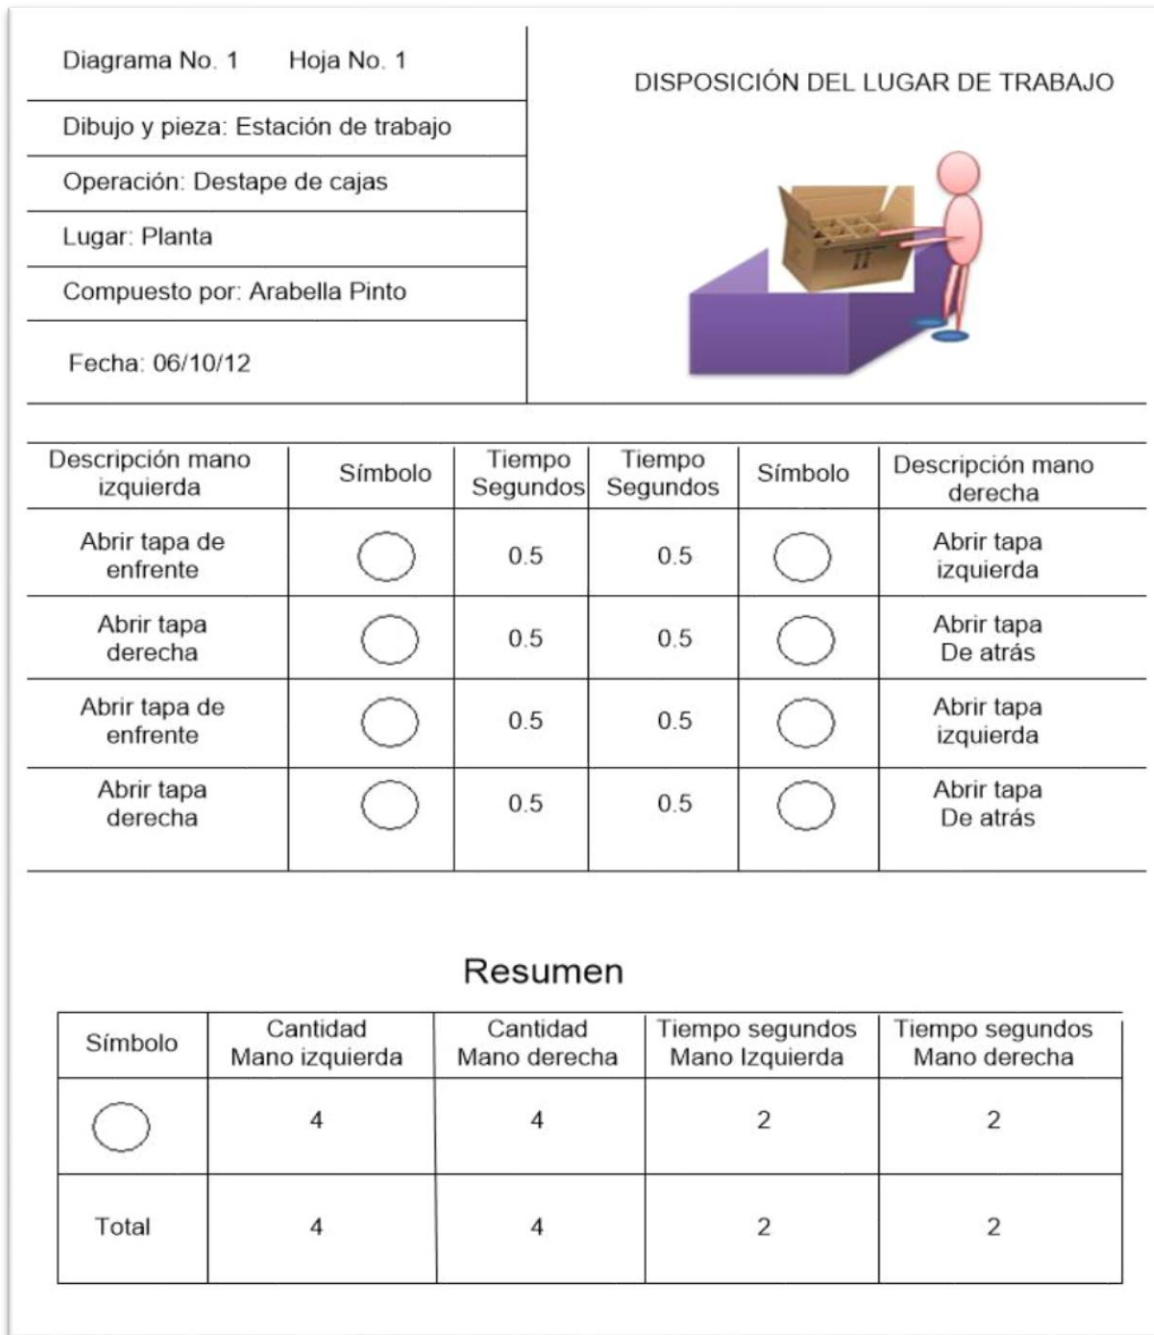 Diagrama No. 1 Hoja No. 1
DISPOSICIÓN DEL LUGAR DE TRABAJO
Dibujo y pieza: Estación de trabajo
Operación: Destape de cajas
Lugar: Planta
Compuesto por: Arabella Pinto
Fecha: 06/10/12
Descripción mano izquierda Símbolo Tiempo Segundos Tiempo Segundos Símbolo Descripción mano derecha
Abrir tapa de enfrente 0.5 0.5 Abrir tapa izquierda
Abrir tapa derecha 0.5 0.5 Abrir tapa De atrás
Abrir tapa de enfrente 0.5 0.5 Abrir tapa izquierda
Abrir tapa derecha 0.5 0.5 Abrir tapa De atrás
Resumen
Símbolo Cantidad Mano izquierda Cantidad Mano derecha Tiempo segundos Mano Izquierda Tiempo segundos Mano derecha
4 4 2 2
Total 4 4 2 2